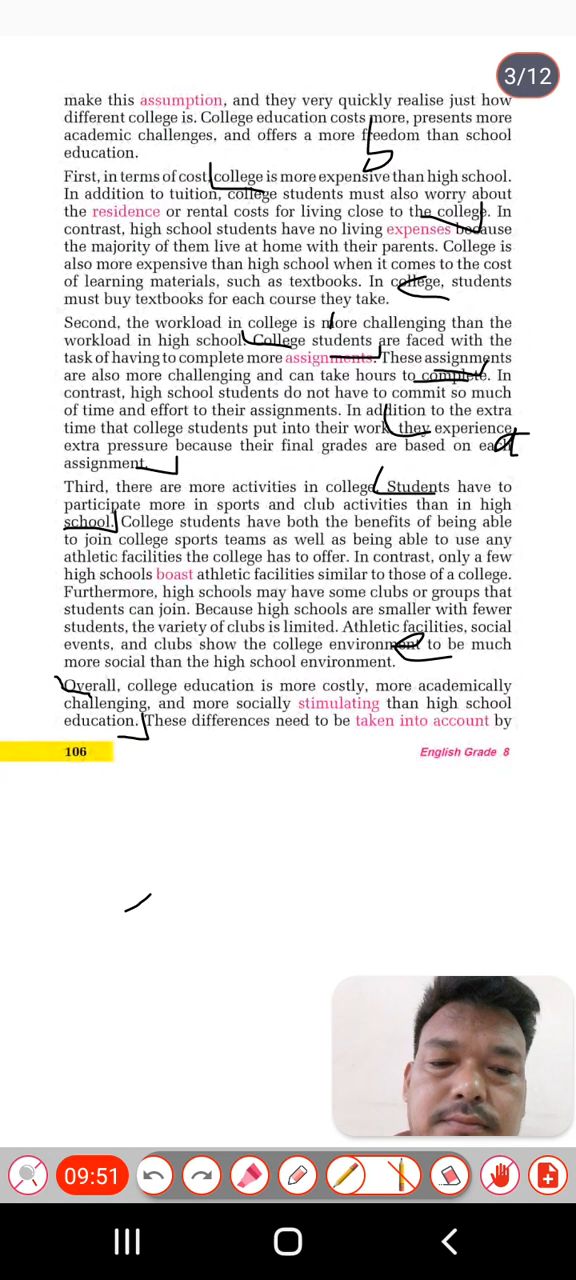 3/12
make this assumption, and they very quickly realise just how
different college is. College education costs more, presents more
academic challenges, and offers a more freedom than school
education.
First, in terms of cost, college is more expensive than high school.
In addition to tuition, college students must also worry about
the residence or rental costs for living close to the college. In
contrast, high school students have no living expenses because
the majority of them live at home with their parents. College is
also more expensive than high school when it comes to the cost
of learning materials, such as textbooks. In college, students
must buy textbooks for each course they take.
Second, the workload in college is more challenging than the
workload in high school. College students are faced with the
task of having to complete more assignments. These assignments
are also more challenging and can take hours to complete. In
contrast, high school students do not have to commit so much
of time and effort to their assignments. In addition to the extra
time that college students put into their work, they experience
extra pressure because their final grades are based on each
assignment.
Third, there are more activities in college. Students have to
participate more in sports and club activities than in high
school. College students have both the benefits of being able
to join college sports teams as well as being able to use any
athletic facilities the college has to offer. In contrast, only a few
high schools boast athletic facilities similar to those of a college.
Furthermore, high schools may have some clubs or groups that
students can join. Because high schools are smaller with fewer
students, the variety of clubs is limited. Athletic facilities, social
events, and clubs show the college environment to be much
more social than the high school environment.
Overall, college education is more costly, more academically
challenging, and more socially stimulating than high school
education. These differences need to be taken into account by
106 English Grade 8
09:51